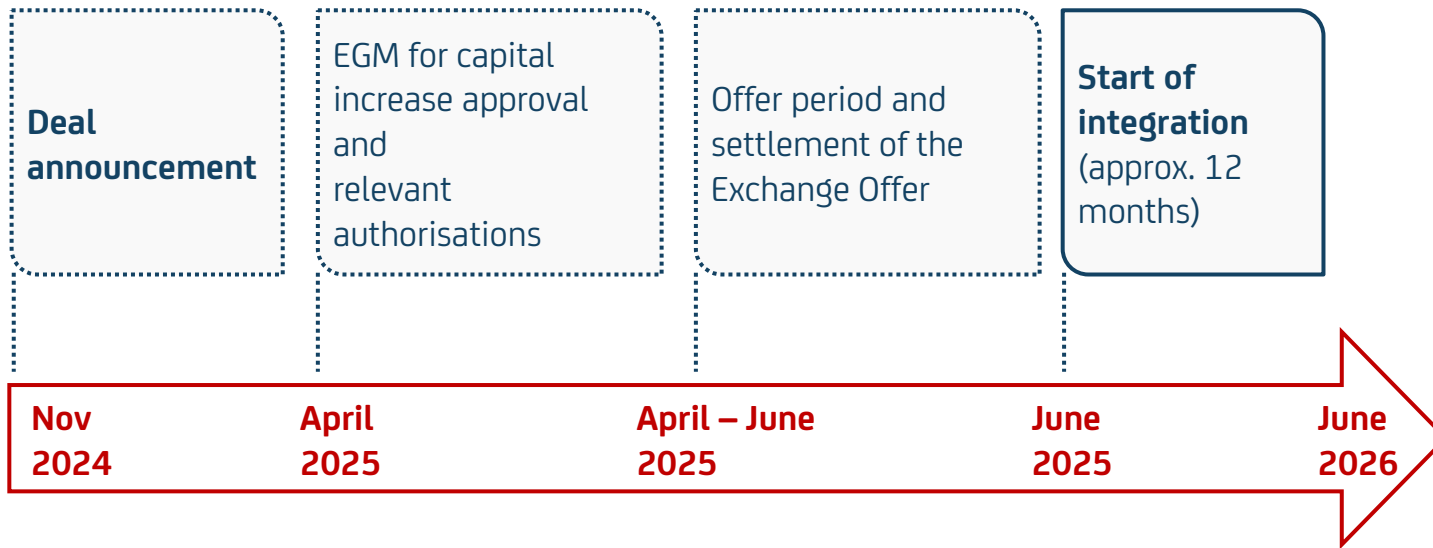 Deal
announcement
EGM for capital
increase approval
and
relevant
authorisations
Offer period and
settlement of the
Exchange Offer
Start of
integration
(approx. 12
months)
Nov
2024
April
2025
April – June
2025
June
2025
June
2026